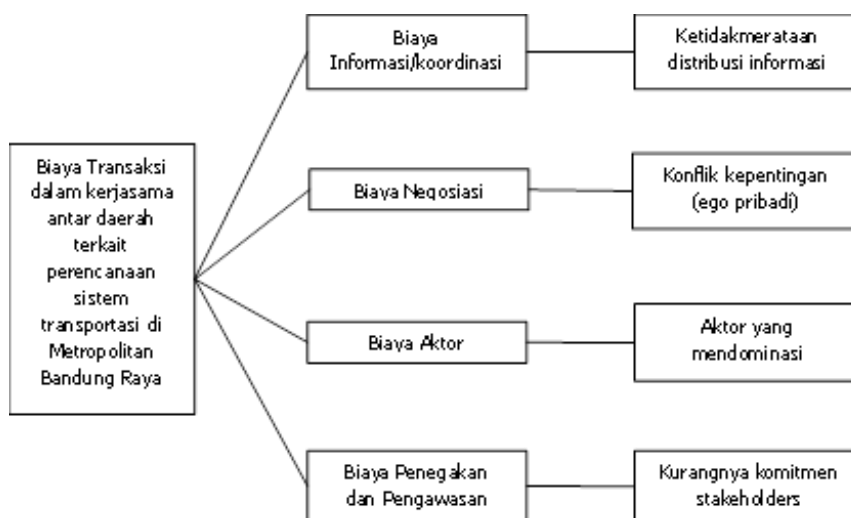 Biaya Transaksi
dalam kerjasama
antar daerah
terkait
perencanaan
sistem
transportasi di
Metropolitan
Bandung Raya
Biaya
Informasi/koordinasi
Ketidakmerataan
distribusi informasi
Biaya Negosiasi
Konflik kepentingan
(ego pribadi)
Biaya Aktor
Aktor yang
mendominasi
Biaya Penegakan
dan Pengawasan
Kurangnya komitmen
stakeholders